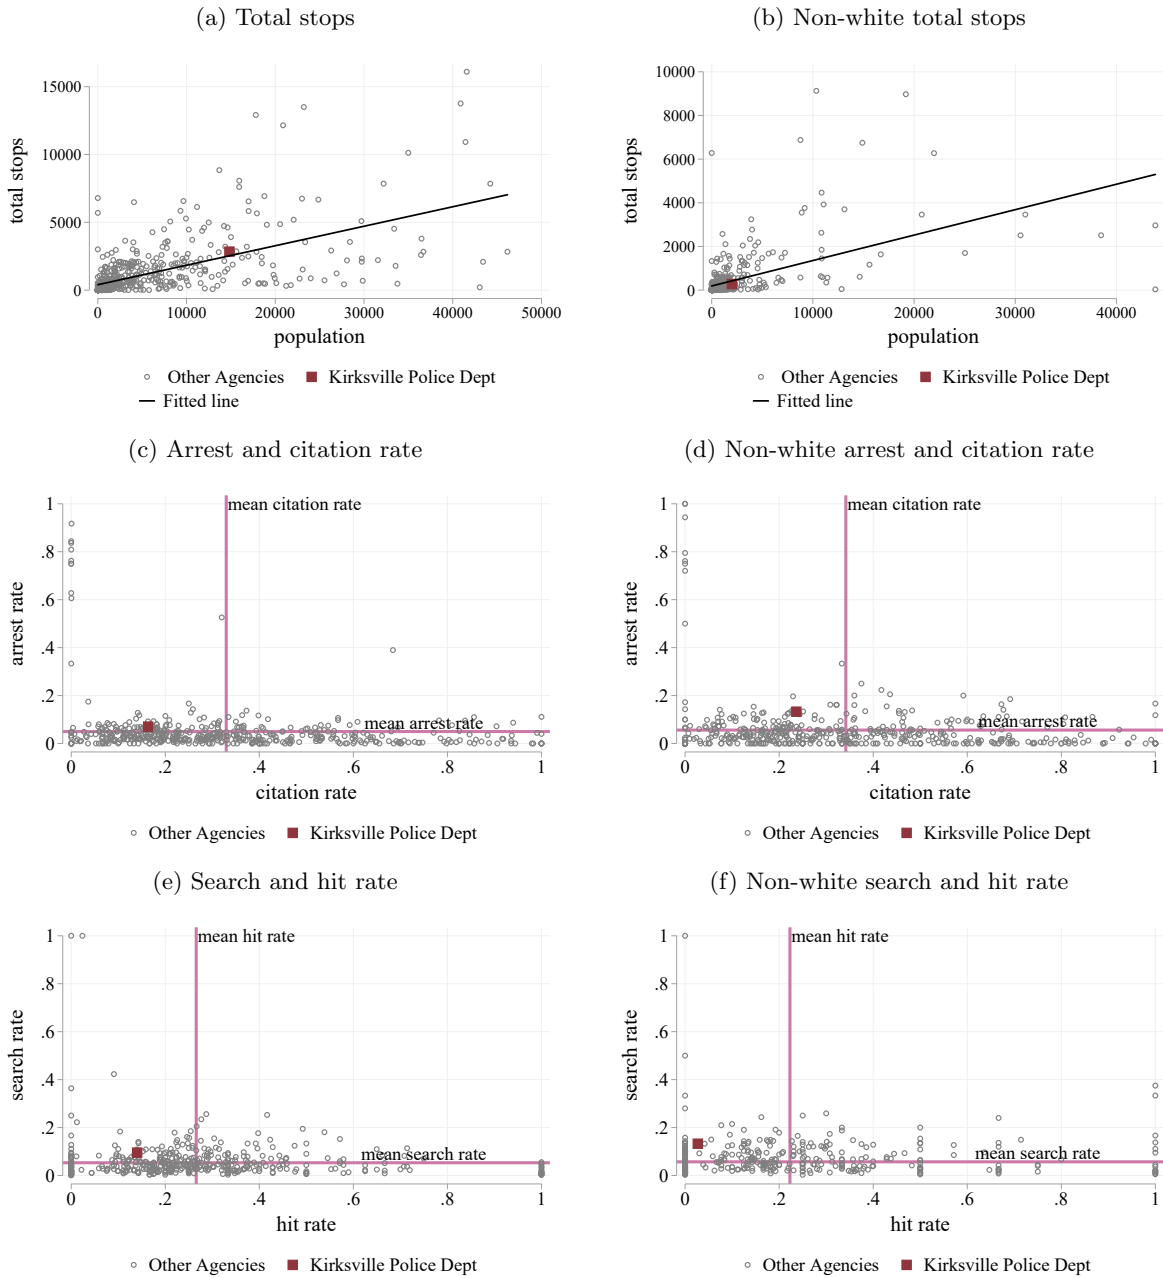 (a) Total stops
(b) Non-white total stops
total stops
15000
10000
5000
0
0
10000
20000
30000
40000
50000
population
Other Agencies
Kirksville Police Dept
Fitted line
total stops
10000
8000
6000
4000
2000
0
0
10000
20000
30000
40000
population
Other Agencies
Kirksville Police Dept
Fitted line
(c) Arrest and citation rate
(d) Non-white arrest and citation rate
arrest rate
1
.8
.6
.4
.2
0
mean citation rate
mean arrest rate
0
.2
.4
.6
.8
1
citation rate
Other Agencies
Kirksville Police Dept
arrest rate
1
.8
.6
.4
.2
0
mean citation rate
mean arrest rate
0
.2
.4
.6
.8
1
citation rate
Other Agencies
Kirksville Police Dept
(e) Search and hit rate
(f) Non-white search and hit rate
search rate
1
.8
.6
.4
.2
0
mean hit rate
mean search rate
0
.2
.4
.6
.8
1
hit rate
Other Agencies
Kirksville Police Dept
search rate
1
.8
.6
.4
.2
0
mean hit rate
mean search rate
0
.2
.4
.6
.8
1
hit rate
Other Agencies
Kirksville Police Dept